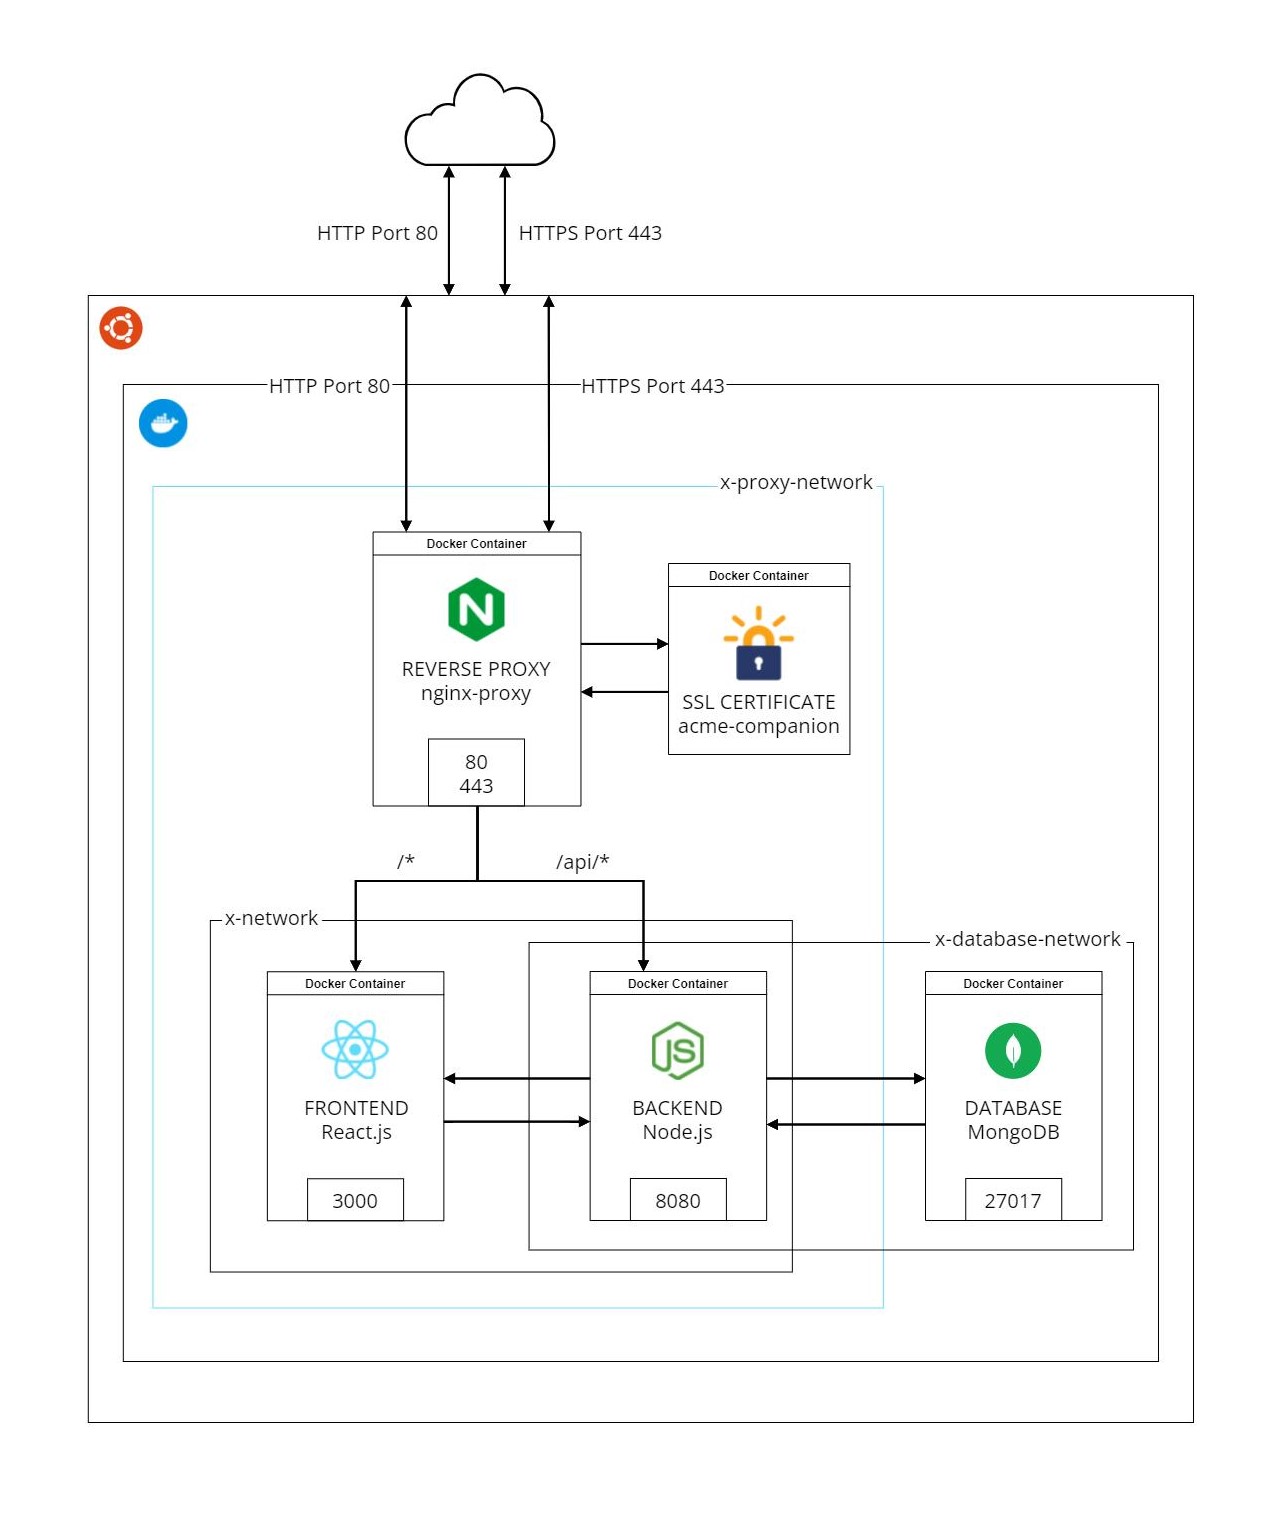 HTTP Port 80
HTTPS Port 443
HTTP Port 80
HTTPS Port 443
x-proxy-network
Docker Container
REVERSE PROXY
nginx-proxy
80
443
Docker Container
SSL CERTIFICATE
acme-companion
/*
/api/*
x-network
x-database-network
Docker Container
FRONTEND
React.js
3000
Docker Container
JS
BACKEND
Node.js
8080
Docker Container
DATABASE
MongoDB
27017